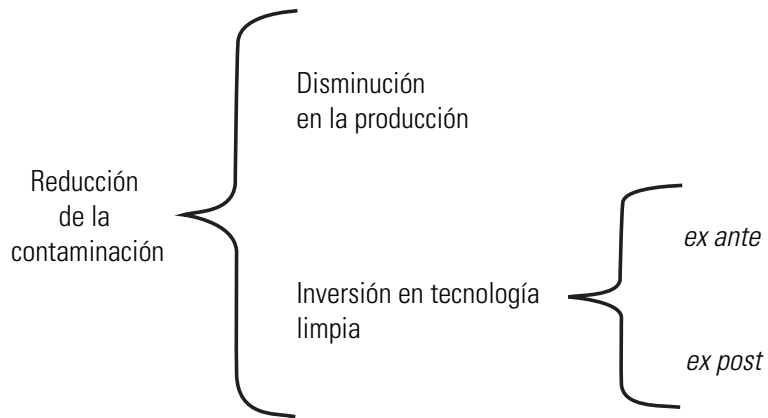 Reducción
de la
contaminación
Disminución
en la producción
Inversión en tecnología
limpia
ex ante
ex post